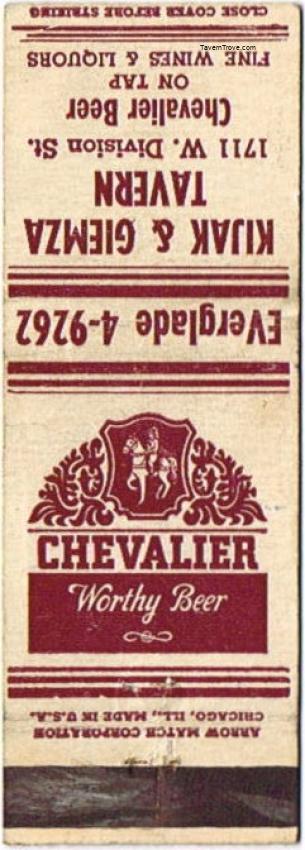 CLOSE COVER BEFORE STRIKING
TavernTrove.com
FINE WINES & LIQUORS
ON TAP
Chevalier Beer
1711 W. Division St.
TAVERN
KIJAK & GIEMZA
EVerglade 4-9262
CHEVALIER
Worthy Beer
ARROW MATCH CORPORATION
CHICAGO, ILL., MADE IN U.S.A.